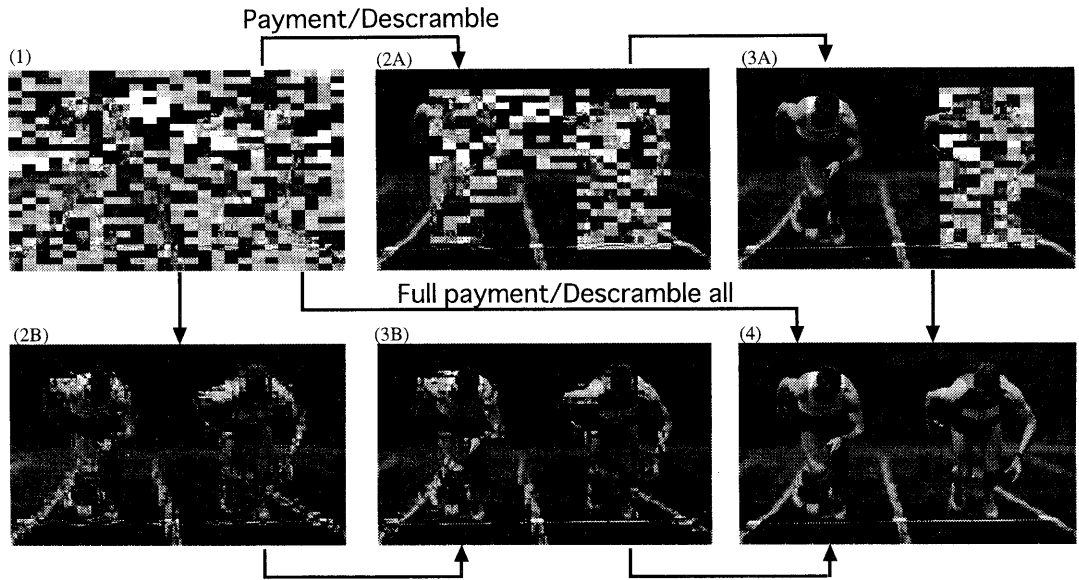 Payment/Descramble
(1)
(2A)
(3A)
Full payment/Descramble all
(2B)
(3B)
(4)